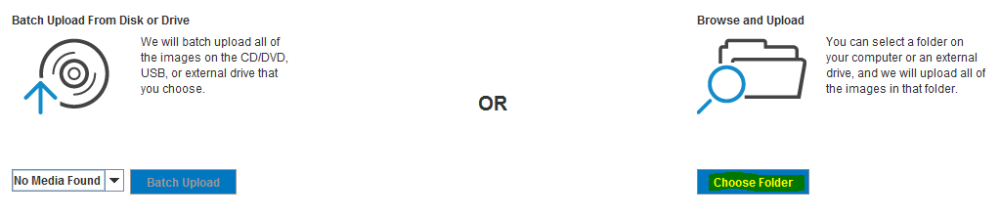 Batch Upload From Disk or Drive
We will batch upload all of
the images on the CD/DVD,
USB, or external drive that
you choose.
No Media Found
Batch Upload
OR
Browse and Upload
You can select a folder on
your computer or an external
drive, and we will upload all of
the images in that folder.
Choose Folder